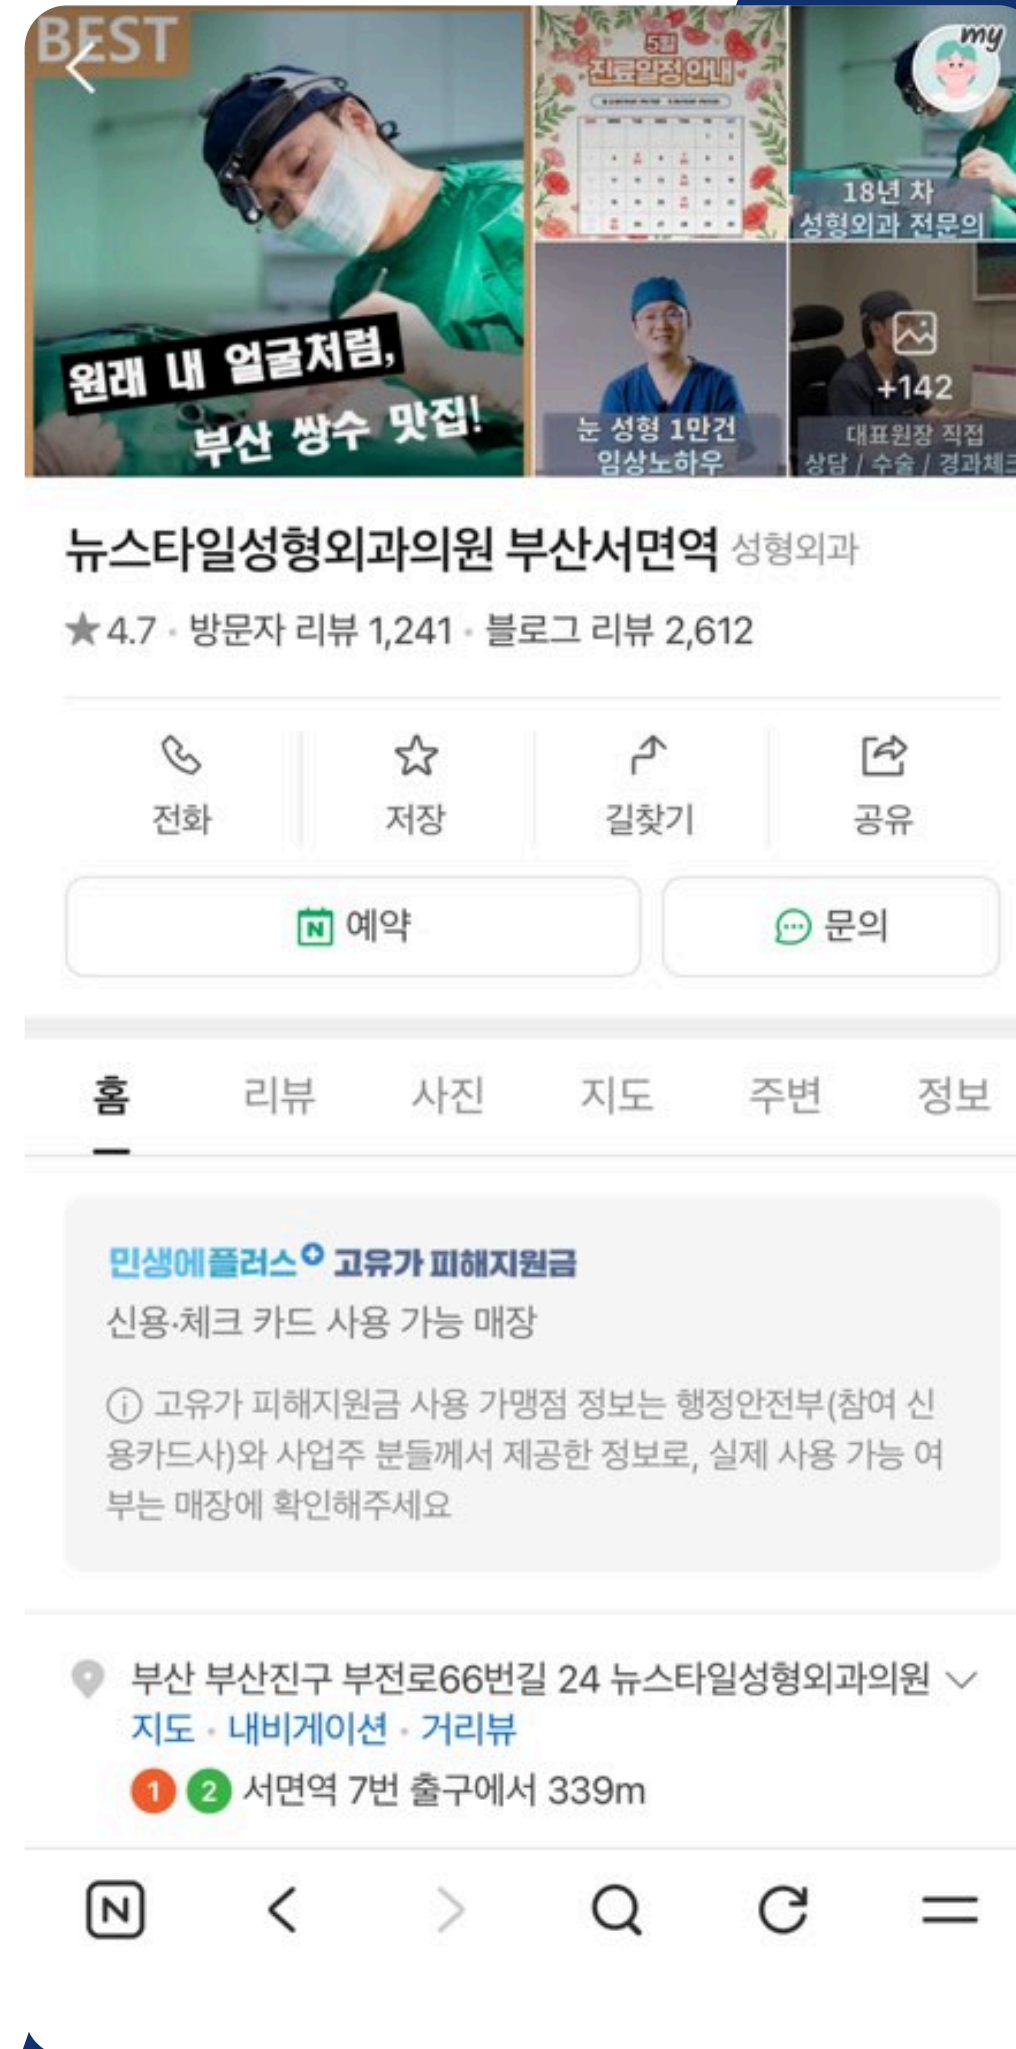 BEST
my
원래 내 얼굴처럼,
부산 쌍수 맛집!
5월
진료일정 안내
18년 차
성형외과 전문의
눈 성형 1만건
임상노하우
+142
대표원장 직접
상담 / 수술 / 경과체크
뉴스타일성형외과의원 부산서면역 성형외과
★4.7 · 방문자 리뷰 1,241 · 블로그 리뷰 2,612
전화 저장 길찾기 공유
N 예약 문의
홈 리뷰 사진 지도 주변 정보
민생에플러스 고유가 피해지원금
신용·체크 카드 사용 가능 매장
고유가 피해지원금 사용 가맹점 정보는 행정안전부(참여 신
용카드사)와 사업주 분들께서 제공한 정보로, 실제 사용 가능 여
부는 매장에 확인해주세요
부산 부산진구 부전로66번길 24 뉴스타일성형외과의원
지도 · 내비게이션 · 거리뷰
1 2 서면역 7번 출구에서 339m
N